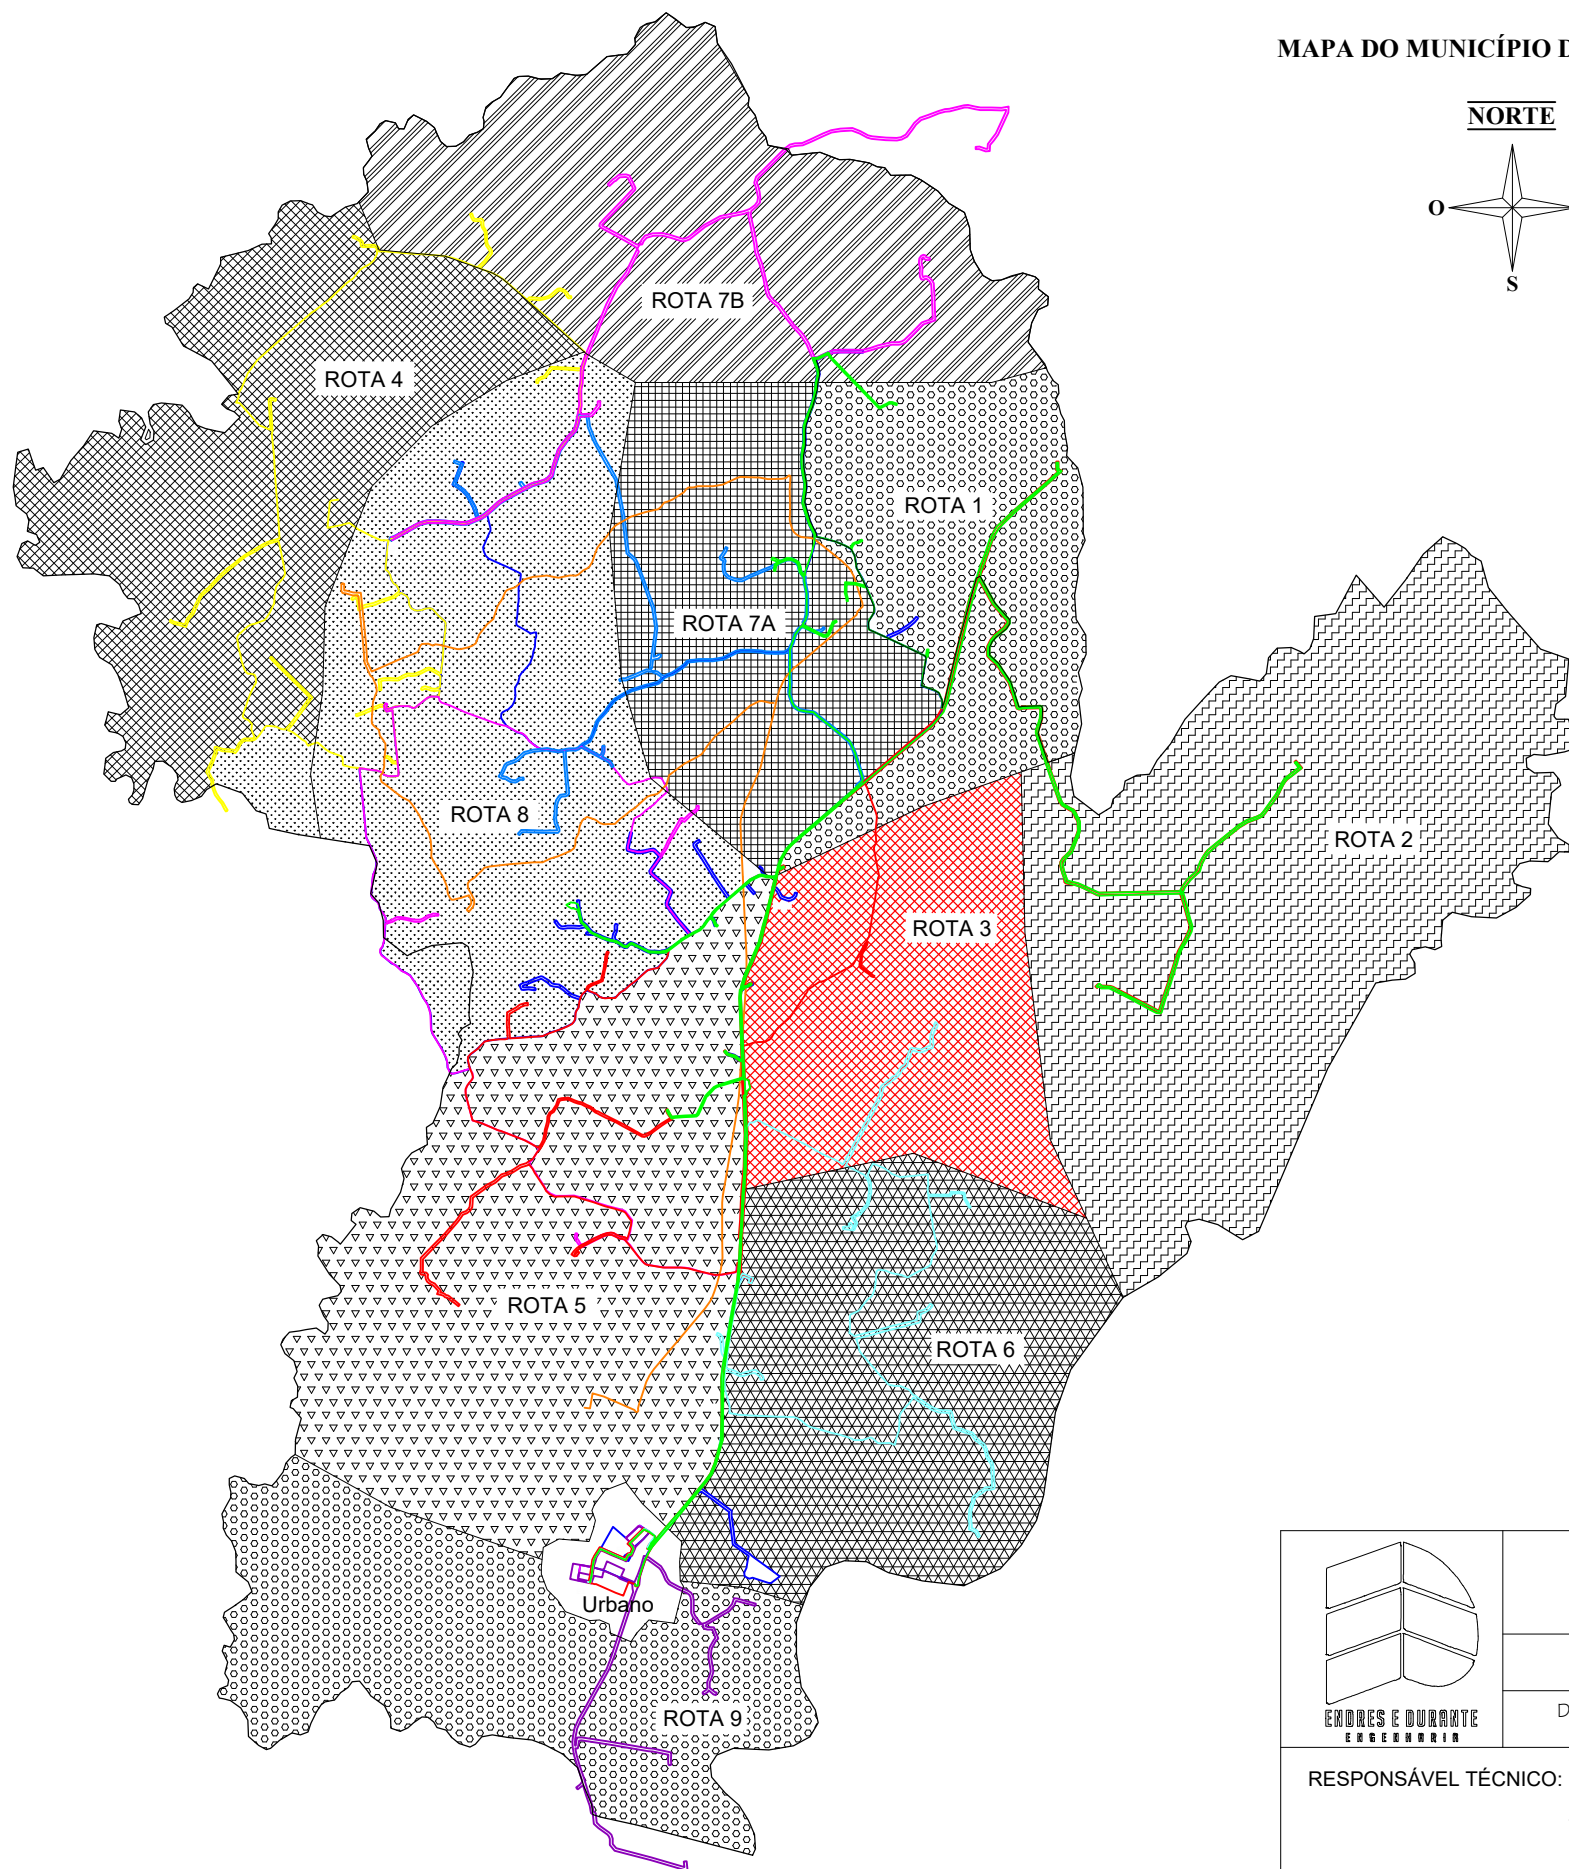 MAPA DO MUNICÍPIO D
NORTE
O
S
ROTA 7B
ROTA 4
ROTA 1
ROTA 7A
ROTA 8
ROTA 2
ROTA 3
ROTA 5
ROTA 6
Urbano
ROTA 9
ENDRES E DURANTE
ENGENHARIA
D
RESPONSÁVEL TÉCNICO: